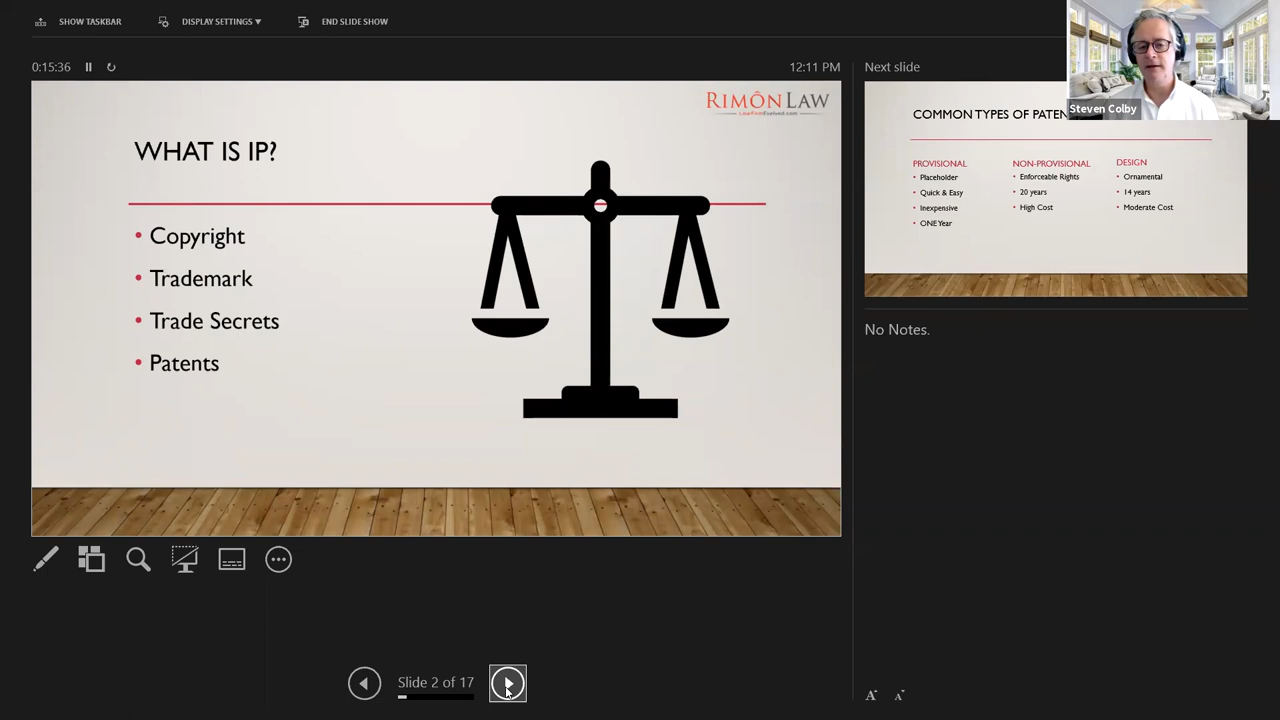 SHOW TASKBAR
DISPLAY SETTINGS
END SLIDE SHOW
0:15:36
12:11 PM
Next slide
RIMÔN LAW
LawFirmEvolved.com
WHAT IS IP?
• Copyright
• Trademark
• Trade Secrets
• Patents
Steven Colby
COMMON TYPES OF PATEN
PROVISIONAL
• Placeholder
• Quick & Easy
• Inexpensive
• ONE Year
NON-PROVISIONAL
• Enforceable Rights
• 20 years
• High Cost
DESIGN
• Ornamental
• 14 years
• Moderate Cost
No Notes.
Slide 2 of 17
A A